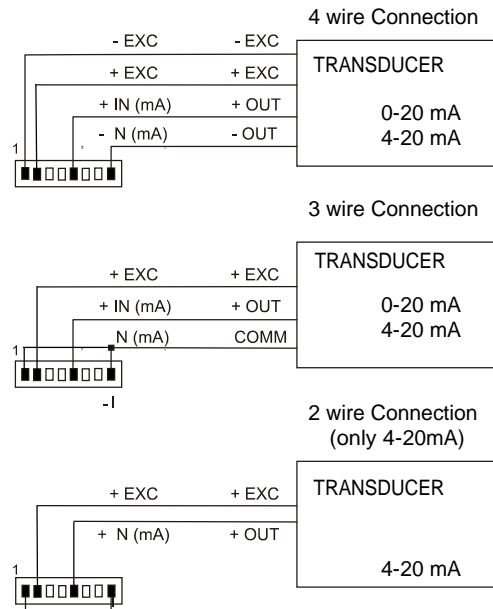 4 wire Connection
- EXC - EXC
TRANSDUCER
+ EXC + EXC
+ IN (mA) + OUT
0-20 mA
- N (mA) - OUT
4-20 mA
1
3 wire Connection
TRANSDUCER
+ EXC + EXC
+ IN (mA) + OUT
0-20 mA
N (mA) COMM
4-20 mA
1
-I
2 wire Connection
(only 4-20mA)
TRANSDUCER
+ EXC + EXC
+ N (mA) + OUT
4-20 mA
1